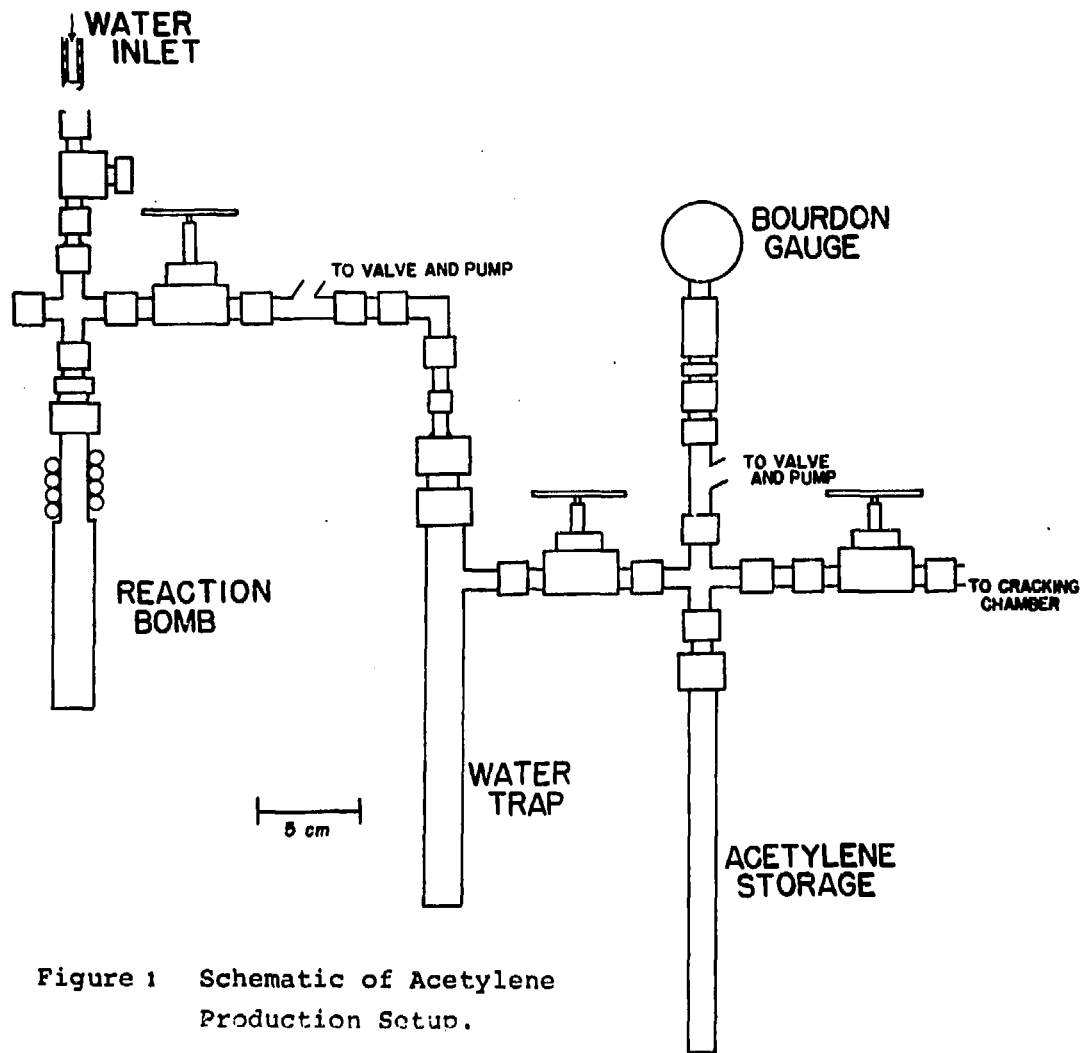 WATER
INLET
TO VALVE AND PUMP
BOURDON
GAUGE
TO VALVE
AND PUMP
REACTION
BOMB
TO CRACKING
CHAMBER
WATER
TRAP
5 cm
ACETYLENE
STORAGE
Figure 1 Schematic of Acetylene
Production Setup.